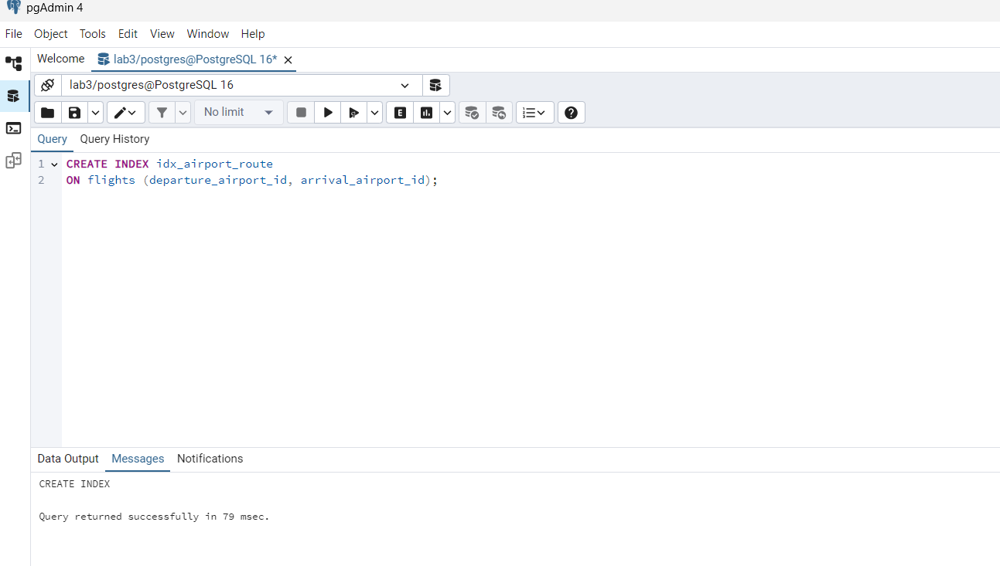 pgAdmin 4
File Object Tools Edit View Window Help
Welcome lab3/postgres@PostgreSQL 16*
lab3/postgres@PostgreSQL 16
No limit E
Query Query History
1 CREATE INDEX idx_airport_route
2 ON flights (departure_airport_id, arrival_airport_id);
Data Output Messages Notifications
CREATE INDEX
Query returned successfully in 79 msec.